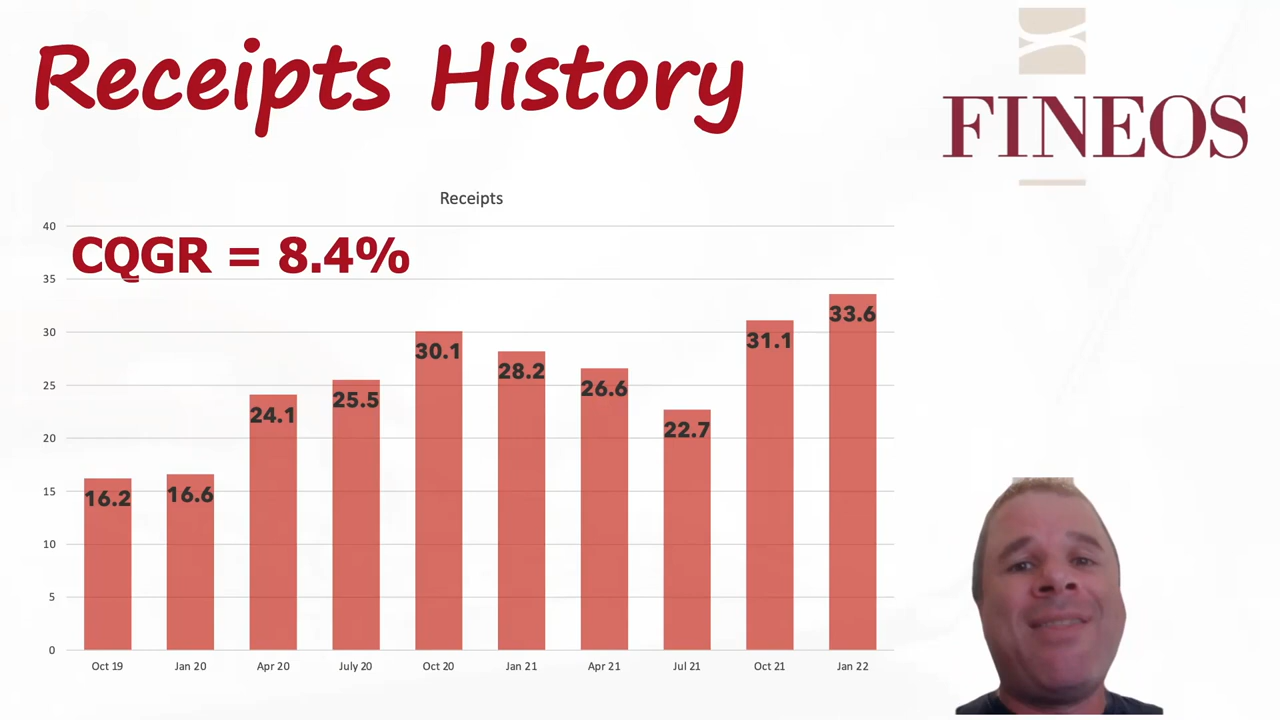 Receipts History
FINEOS
Receipts
CQGR = 8.4%
40
35
30
25
20
15
10
5
0
16.2
16.6
24.1
25.5
30.1
28.2
26.6
22.7
31.1
33.6
Oct 19
Jan 20
Apr 20
July 20
Oct 20
Jan 21
Apr 21
Jul 21
Oct 21
Jan 22